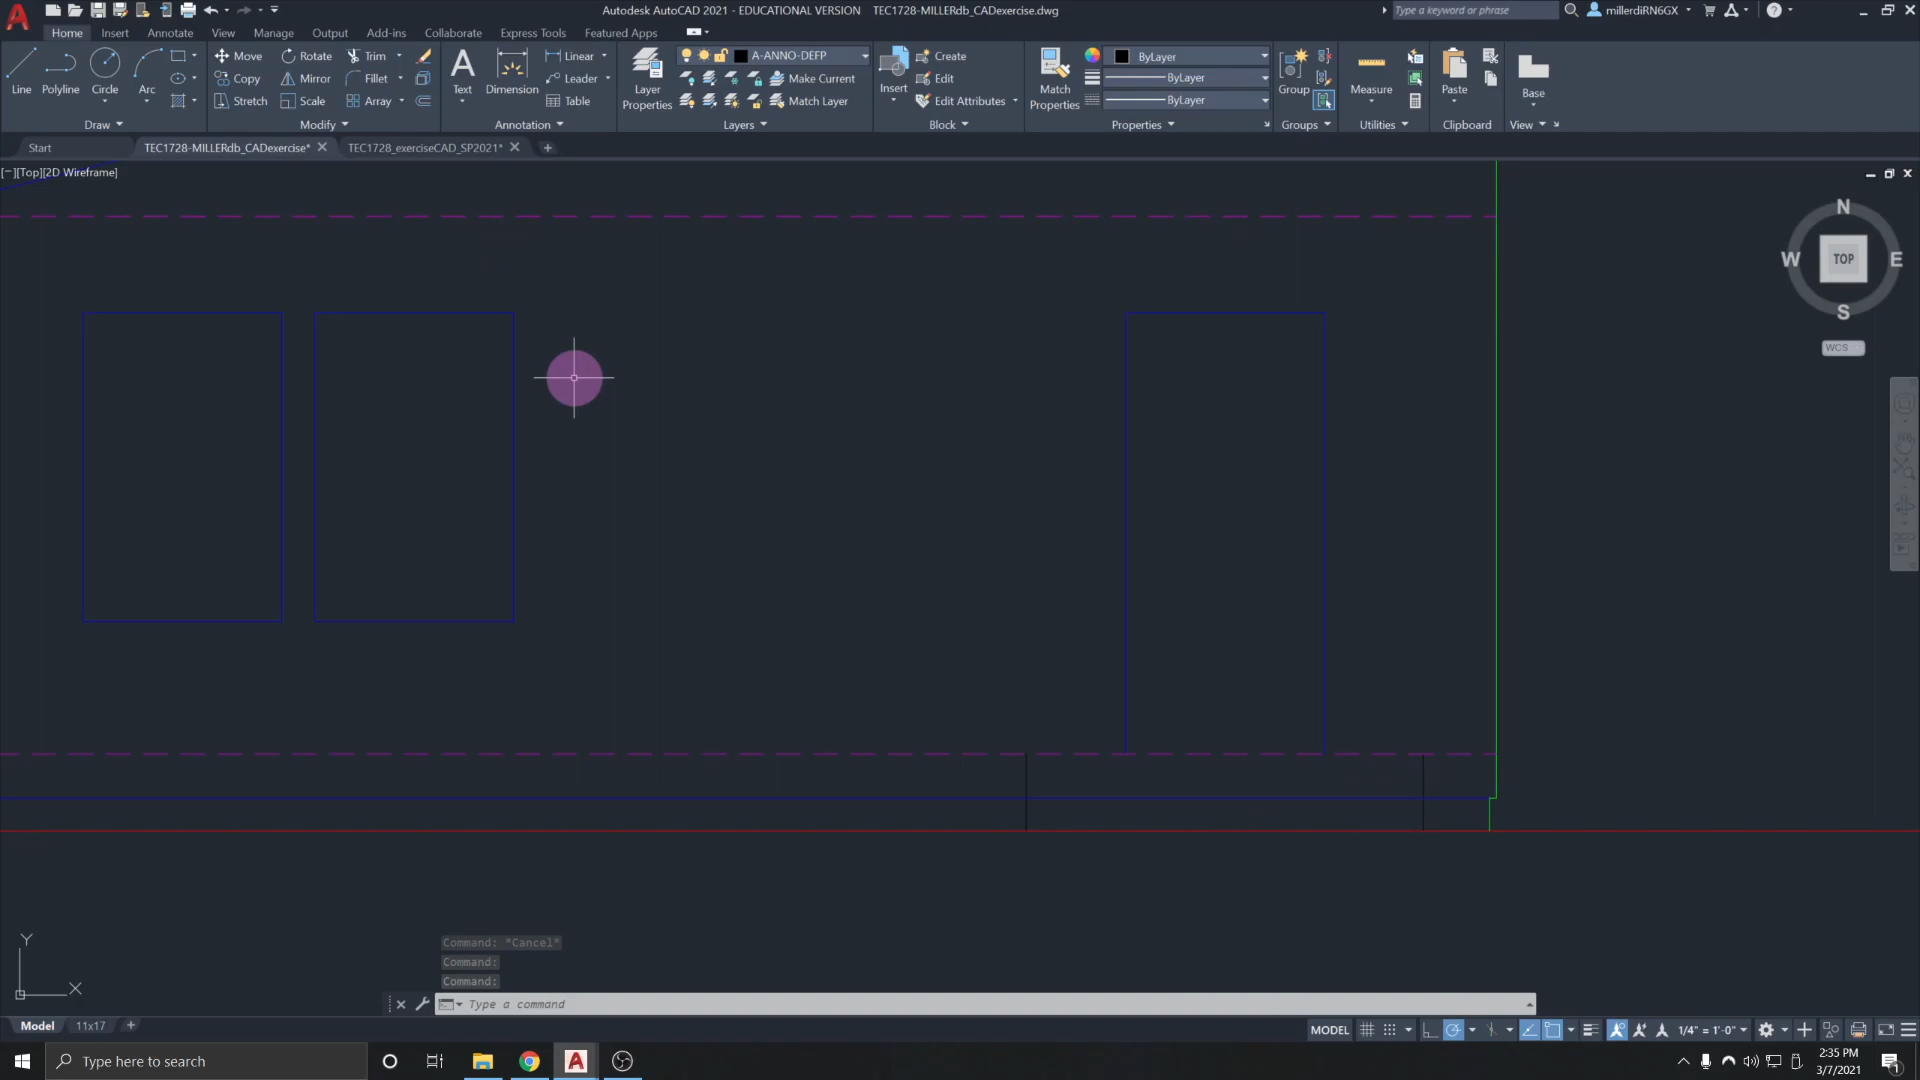 Autodesk AutoCAD 2021 - EDUCATIONAL VERSION TEC1728-MILLERdb_CADexercise.dwg
Type a keyword or phrase
millerdiRN6GX
Home Insert Annotate View Manage Output Add-ins Collaborate Express Tools Featured Apps
Line Polyline Circle Arc
Move Rotate Trim
Copy Mirror Fillet
Stretch Scale Array
Text Dimension
Linear
Leader
Table
Layer Properties
A-ANNO-DEFP
Make Current
Match Layer
Insert
Create
Edit
Edit Attributes
Match Properties
ByLayer
ByLayer
ByLayer
Group
Measure
Paste
Base
Draw Modify Annotation Layers Block Properties Groups Utilities Clipboard View
Start TEC1728-MILLERdb_CADexercise* TEC1728_exerciseCAD_SP2021*
[−][Top][2D Wireframe]
N
W TOP E
S
WCS
Y
X
Command: *Cancel*
Command:
Command:
Type a command
Model 11x17
MODEL 1/4" = 1'-0"
Type here to search
2:35 PM
3/7/2021
1